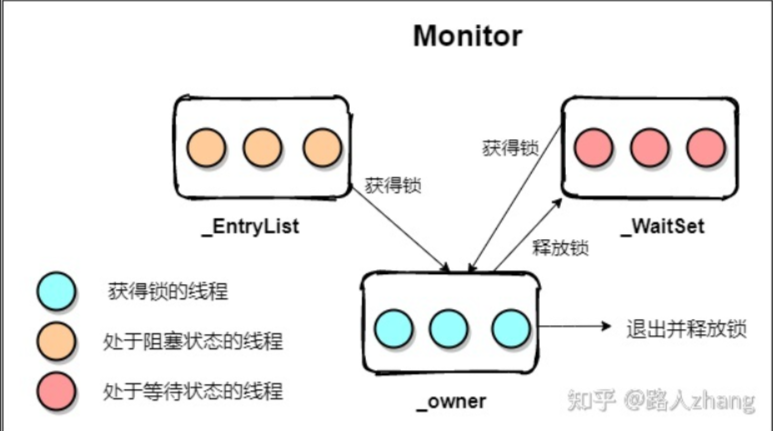 Monitor
获得锁
获得锁
_EntryList
_WaitSet
释放锁
获得锁的线程
处于阻塞状态的线程
退出并释放锁
处于等待状态的线程
_owner
知乎 @路人zhang